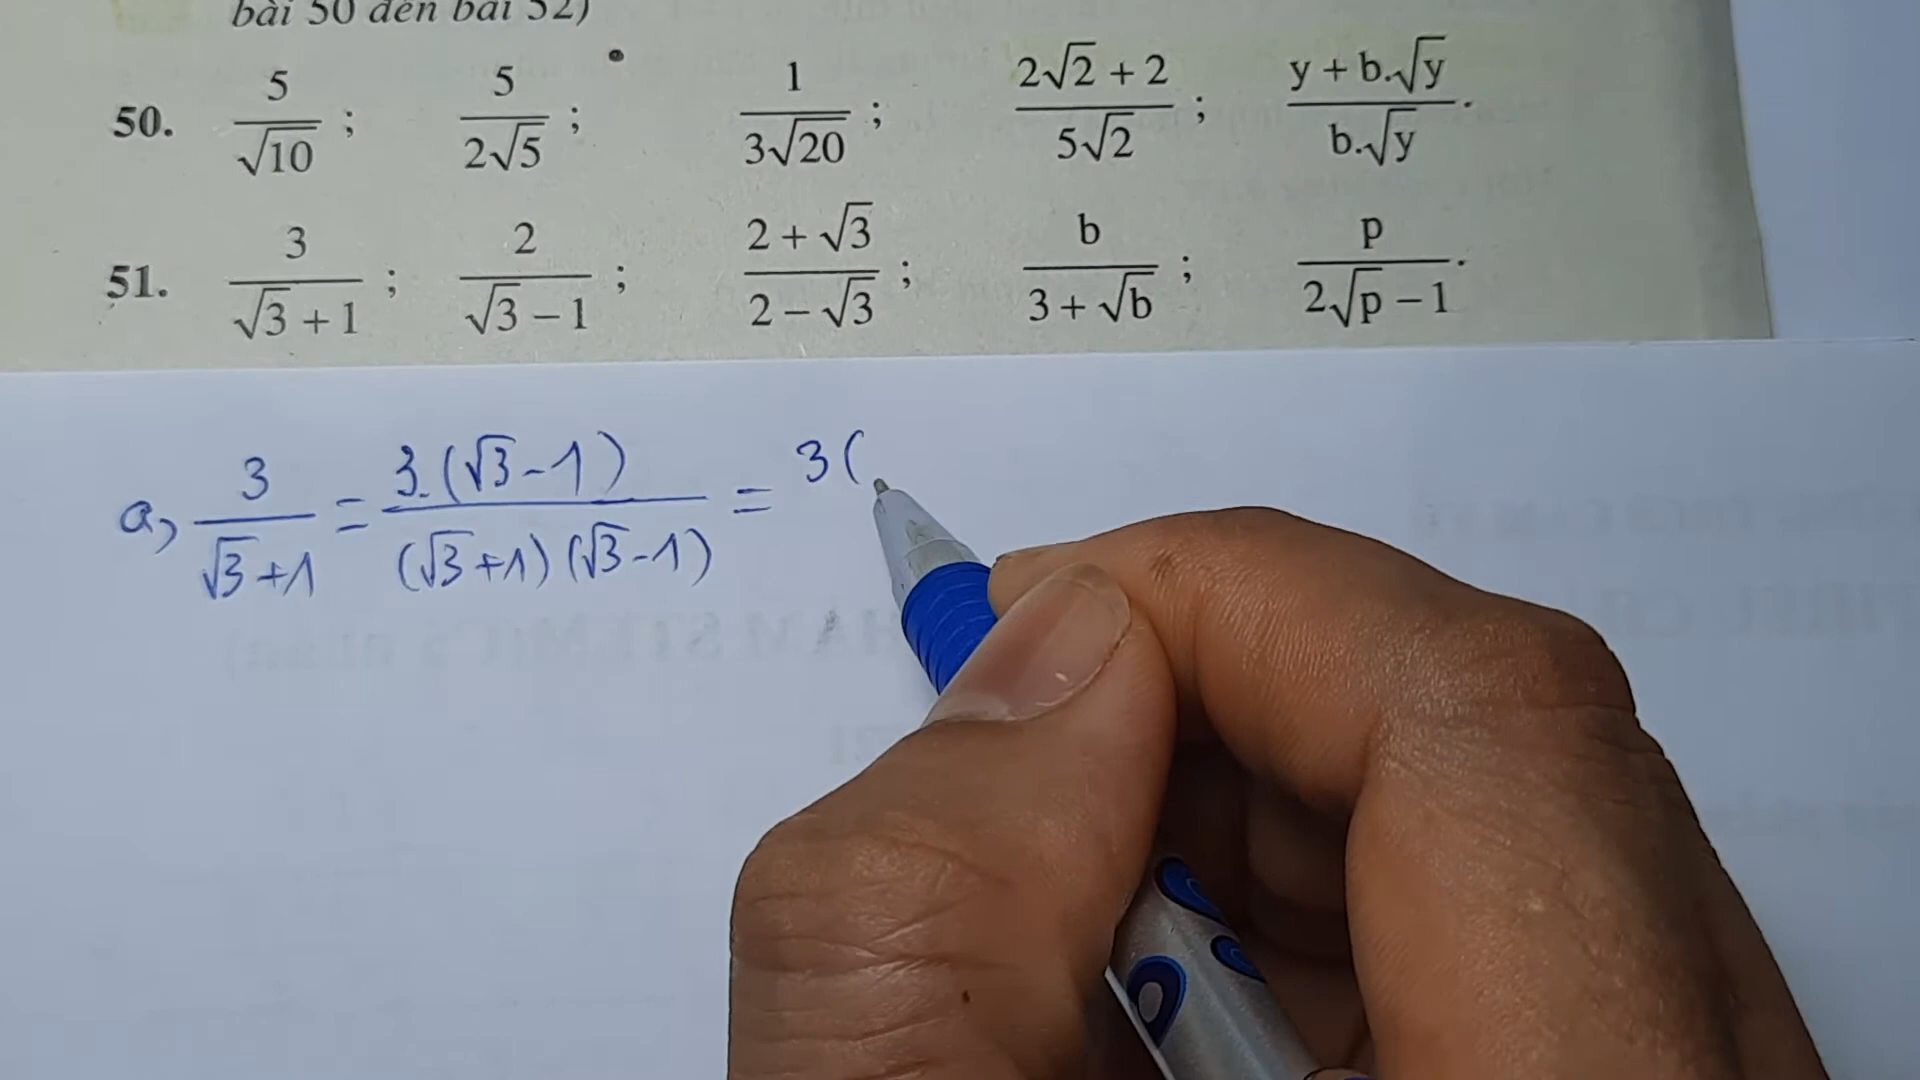 bài 50 đến bài 52)
50. 5/√10 ; 5/2√5 ; 1/3√20 ; 2√2 + 2/5√2 ; y + b.√y/b.√y .
51. 3/√3 + 1 ; 2/√3 − 1 ; 2 + √3/2 − √3 ; b/3 + √b ; p/2√p − 1 .
a, 3/√3+1 = 3.(√3-1)/(√3+1)(√3-1) = 3(